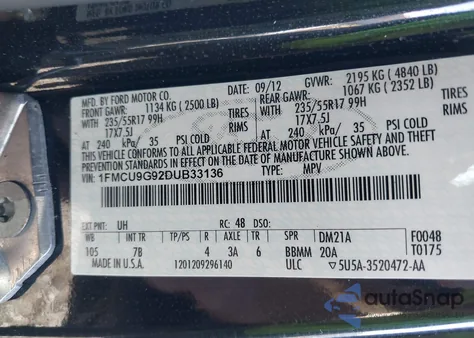 MFD. BY FORD MOTOR CO.
DATE: 09/12 GVWR: 2195 KG ( 4840 LB)
FRONT GAWR: REAR GAWR:
1134 KG ( 2500 LB) 1067 KG ( 2352 LB)
WITH 235/55R17 99H TIRES WITH 235/55R17 99H TIRES
17X7.5J RIMS 17X7.5J RIMS
AT 240 kPa/ 35 PSI COLD AT 240 kPa/ 35 PSI COLD
THIS VEHICLE CONFORMS TO ALL APPLICABLE FEDERAL MOTOR VEHICLE SAFETY, BUMPER, AND THEFT
PREVENTION STANDARDS IN EFFECT ON THE DATE OF MANUFACTURE SHOWN ABOVE.
VIN: 1FMCU9G92DUB33136 TYPE: MPV
EXT PNT: UH RC: 48 DSO:
WB INT TR TP/PS R AXLE TR SPR DM21A F0048
105 7B 4 3A 6 BBMM 20A T0175
1201209296140 ULC 5U5A-3520472-AA
autoSnap